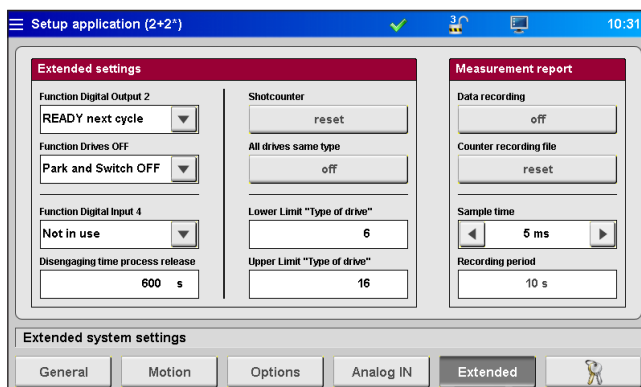 Setup application (2+2*)
3
10:31
Extended settings
Function Digital Output 2
READY next cycle
Function Drives OFF
Park and Switch OFF
Function Digital Input 4
Not in use
Disengaging time process release
600 s
Shotcounter
reset
All drives same type
off
Lower Limit "Type of drive"
6
Upper Limit "Type of drive"
16
Measurement report
Data recording
off
Counter recording file
reset
Sample time
5 ms
Recording period
10 s
Extended system settings
General
Motion
Options
Analog IN
Extended